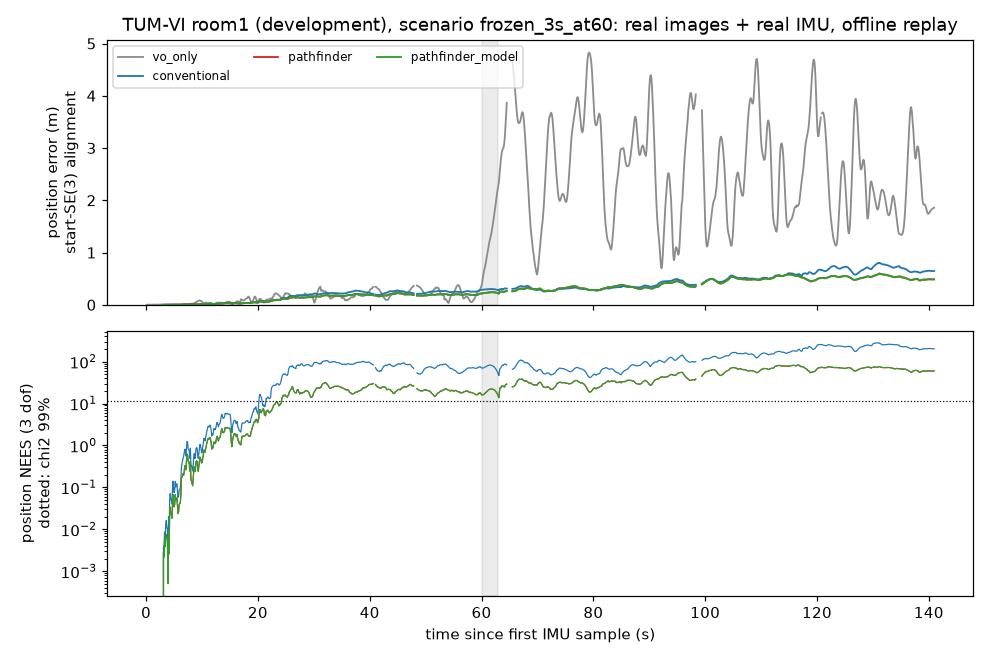 TUM-VI room1 (development), scenario frozen_3s_at60: real images + real IMU, offline replay
vo_only
conventional
pathfinder
pathfinder_model
position error (m)
start-SE(3) alignment
5
4
3
2
1
0
position NEES (3 dof)
dotted: chi2 99%
10²
10¹
10⁰
10⁻¹
10⁻²
10⁻³
0 20 40 60 80 100 120 140
time since first IMU sample (s)